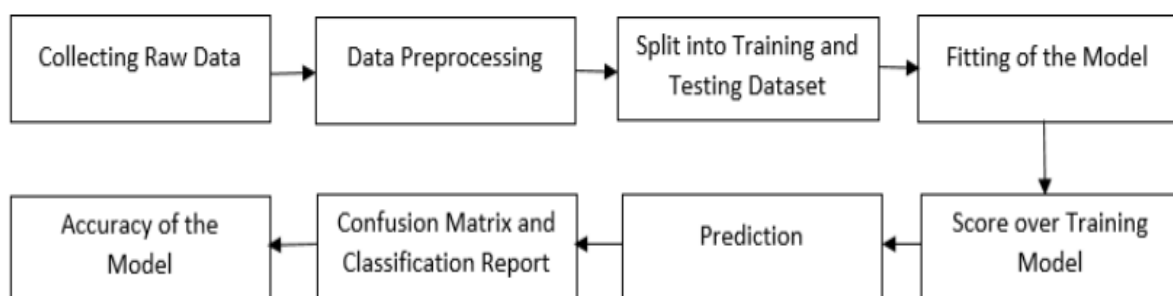 Collecting Raw Data
Data Preprocessing
Split into Training and
Testing Dataset
Fitting of the Model
Score over Training
Model
Prediction
Confusion Matrix and
Classification Report
Accuracy of the
Model